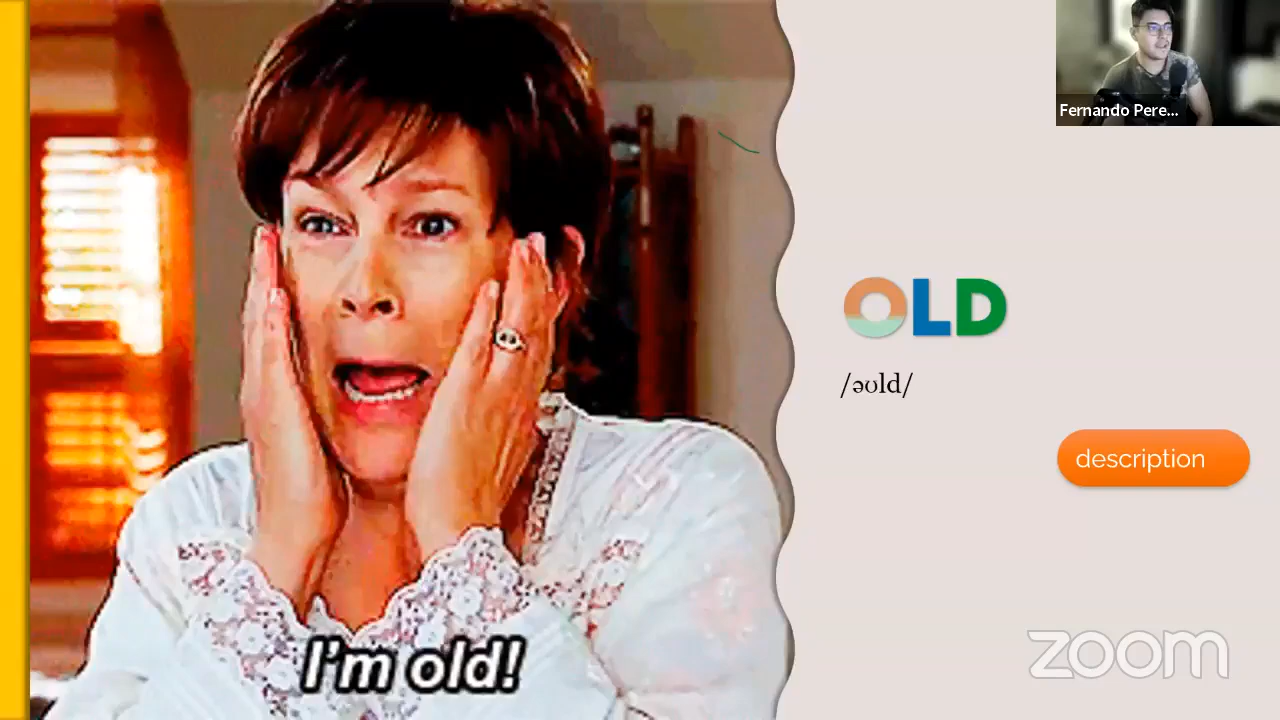 Fernando Pere...
OLD
/əʊld/
description
I'm old!
zoom